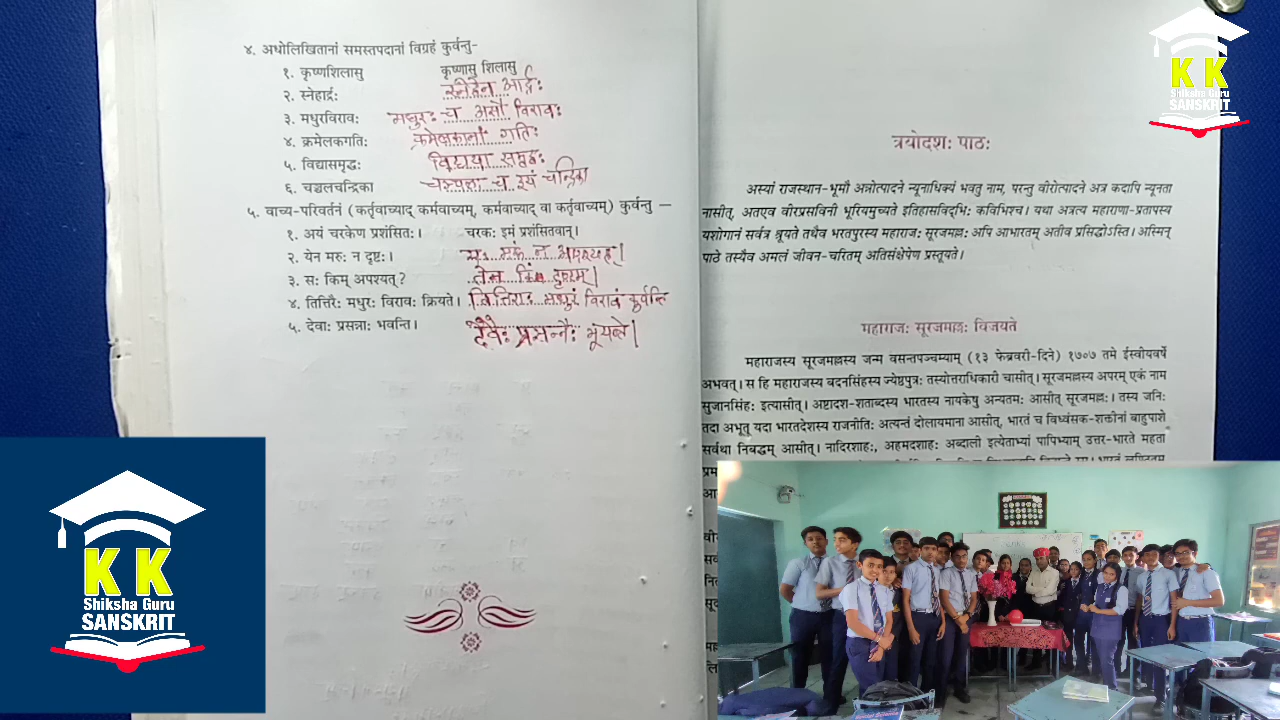 ४. अधोलिखितानां समस्तपदानां विग्रहं कुर्वन्तु-
१. कृष्णशिलासु कृष्णासु शिलासु
२. स्नेहार्द्रः स्नेहेन आर्द्रः
३. मधुरविरावः मधुरः च असौ विरावः
४. क्रमेलकगतिः क्रमेलकानां गतिः
५. विद्यासमृद्धः विद्यया समृद्धः
६. चञ्चलचन्द्रिका चञ्चला च इयं चन्द्रिका
५. वाच्य-परिवर्तनं (कर्तृवाच्याद् कर्मवाच्यम्, कर्मवाच्याद् वा कर्तृवाच्यम्) कुर्वन्तु —
१. अयं चरकेण प्रशंसितः। चरकः इमं प्रशंसितवान्।
२. येन मरुः न दृष्टः। यः मरुं न अपश्यत्।
३. सः किम् अपश्यत्? तेन किं दृष्टम्।
४. तित्तिरैः मधुरः विरावः क्रियते। तित्तिराः मधुरं विरावं कुर्वन्ति
५. देवाः प्रसन्नाः भवन्ति। देवैः प्रसन्नैः भूयते।
त्रयोदशः पाठः
अस्यां राजस्थान-भूमौ अन्नोत्पादने न्यूनाधिक्यं भवतु नाम, परन्तु वीरोत्पादने अत्र कदापि न्यूनता
नासीत्, अतएव वीरप्रसविनी भूरियमुच्यते इतिहासविद्भिः कविभिश्च। यथा अत्रत्य महाराणा-प्रतापस्य
यशोगानं सर्वत्र श्रूयते तथैव भरतपुरस्य महाराजः सूरजमल्लः अपि आभारतम् अतीव प्रसिद्धोऽस्ति। अस्मिन्
पाठे तस्यैव अमलं जीवन-चरितम् अतिसंक्षेपेण प्रस्तूयते।
महाराजः सूरजमल्लः विजयते
महाराजस्य सूरजमल्लस्य जन्म वसन्तपञ्चम्याम् (१३ फेब्रवरी-दिने) १७०७ तमे ईस्वीयवर्षे
अभवत्। स हि महाराजस्य बदनसिंहस्य ज्येष्ठपुत्रः तस्योत्तराधिकारी चासीत्। सूरजमल्लस्य अपरम् एकं नाम
सुजानसिंहः इत्यासीत्। अष्टादश-शताब्दस्य भारतस्य नायकेषु अन्यतमः आसीत् सूरजमल्लः। तस्य जनिः
तदा अभूत् यदा भारतदेशस्य राजनीतिः अत्यन्तं दोलायमाना आसीत्, भारतं च विध्वंसक-शक्तीनां बाहुपाशे
सर्वथा निबद्धम् आसीत्। नादिरशाहः, अहमदशाहः अब्दाली इत्येताभ्यां पापिभ्याम् उत्तर-भारते महता
K K
Shiksha Guru
SANSKRIT
K K
Shiksha Guru
SANSKRIT